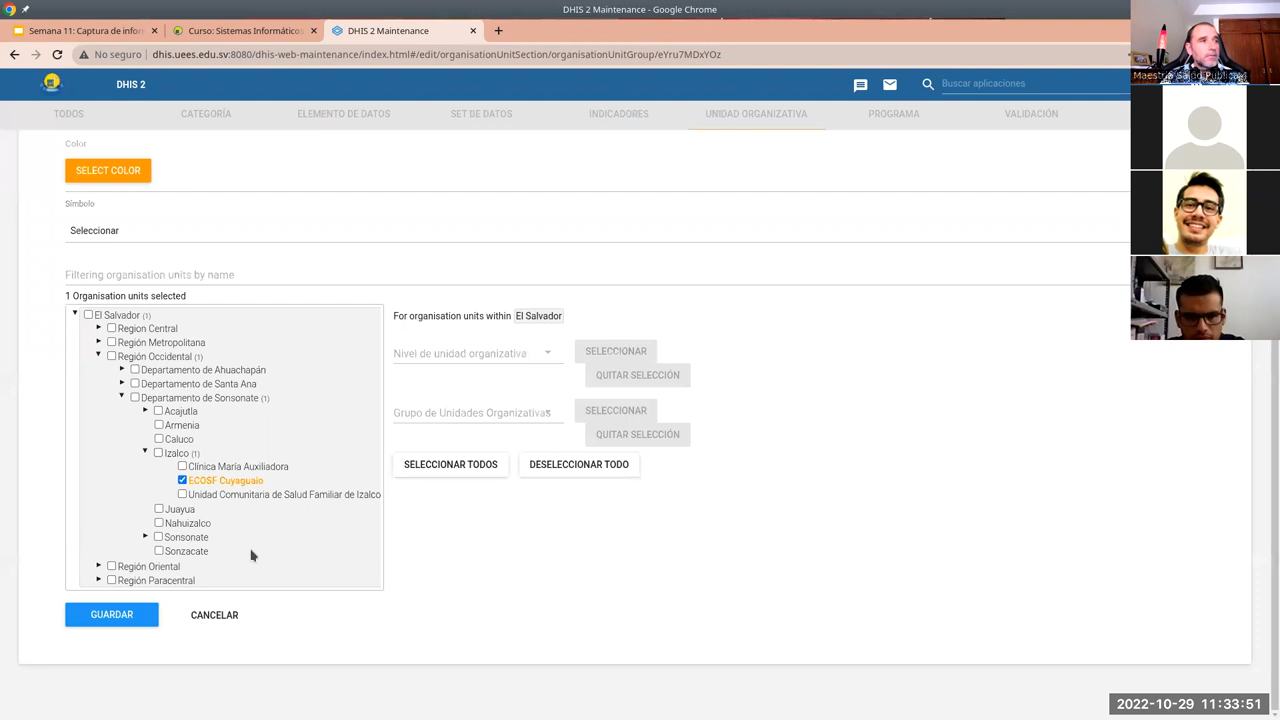 DHIS 2 Maintenance - Google Chrome
Semana 11: Captura de infor
Curso: Sistemas Informáticos
DHIS 2 Maintenance
No seguro
dhis.uees.edu.sv:8080/dhis-web-maintenance/index.html#/edit/organisationUnitSection/organisationUnitGroup/eYru7MDxYOz
DHIS 2
Buscar aplicaciones
TODOS
CATEGORÍA
ELEMENTO DE DATOS
SET DE DATOS
INDICADORES
UNIDAD ORGANIZATIVA
PROGRAMA
VALIDACIÓN
Color
SELECT COLOR
Símbolo
Seleccionar
Filtering organisation units by name
1 Organisation units selected
El Salvador (1)
Region Central
Región Metropolitana
Región Occidental (1)
Departamento de Ahuachapán
Departamento de Santa Ana
Departamento de Sonsonate (1)
Acajutla
Armenia
Caluco
Izalco (1)
Clínica María Auxiliadora
ECOSF Cuyaguaio
Unidad Comunitaria de Salud Familiar de Izalco
Juayua
Nahuizalco
Sonsonate
Sonzacate
Región Oriental
Región Paracentral
For organisation units within El Salvador
Nivel de unidad organizativa
SELECCIONAR
QUITAR SELECCIÓN
Grupo de Unidades Organizativas
SELECCIONAR
QUITAR SELECCIÓN
SELECCIONAR TODOS
DESELECCIONAR TODO
GUARDAR
CANCELAR
Maestría Salud Pública
2022-10-29 11:33:51